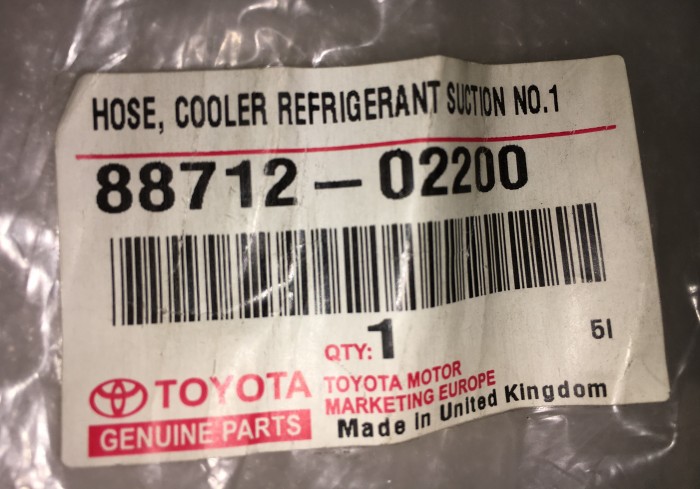 HOSE, COOLER REFRIGERANT SUCTION NO.1
88712-02200
QTY: 1
5I
TOYOTA
GENUINE PARTS
TOYOTA MOTOR
MARKETING EUROPE
Made in United Kingdom